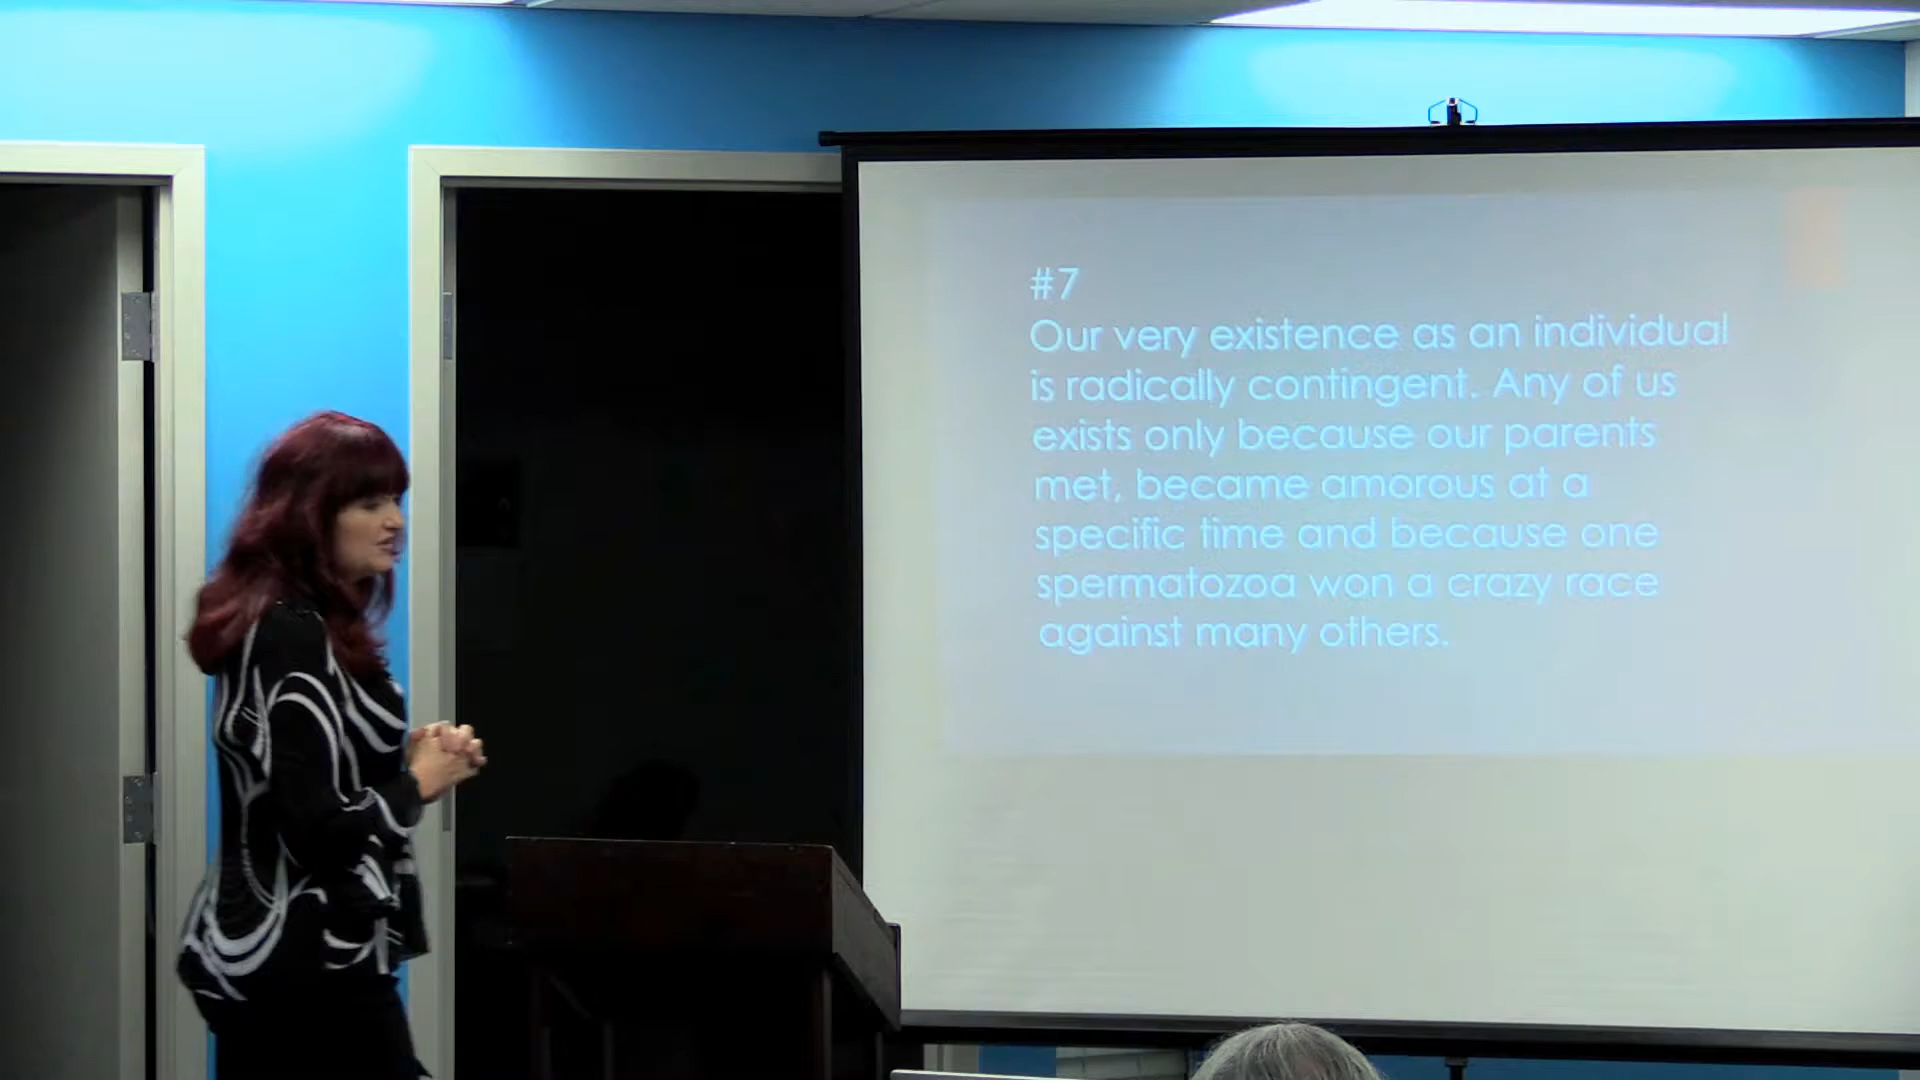 #7
Our very existence as an individual
is radically contingent. Any of us
exists only because our parents
met, became amorous at a
specific time and because one
spermatozoa won a crazy race
against many others.